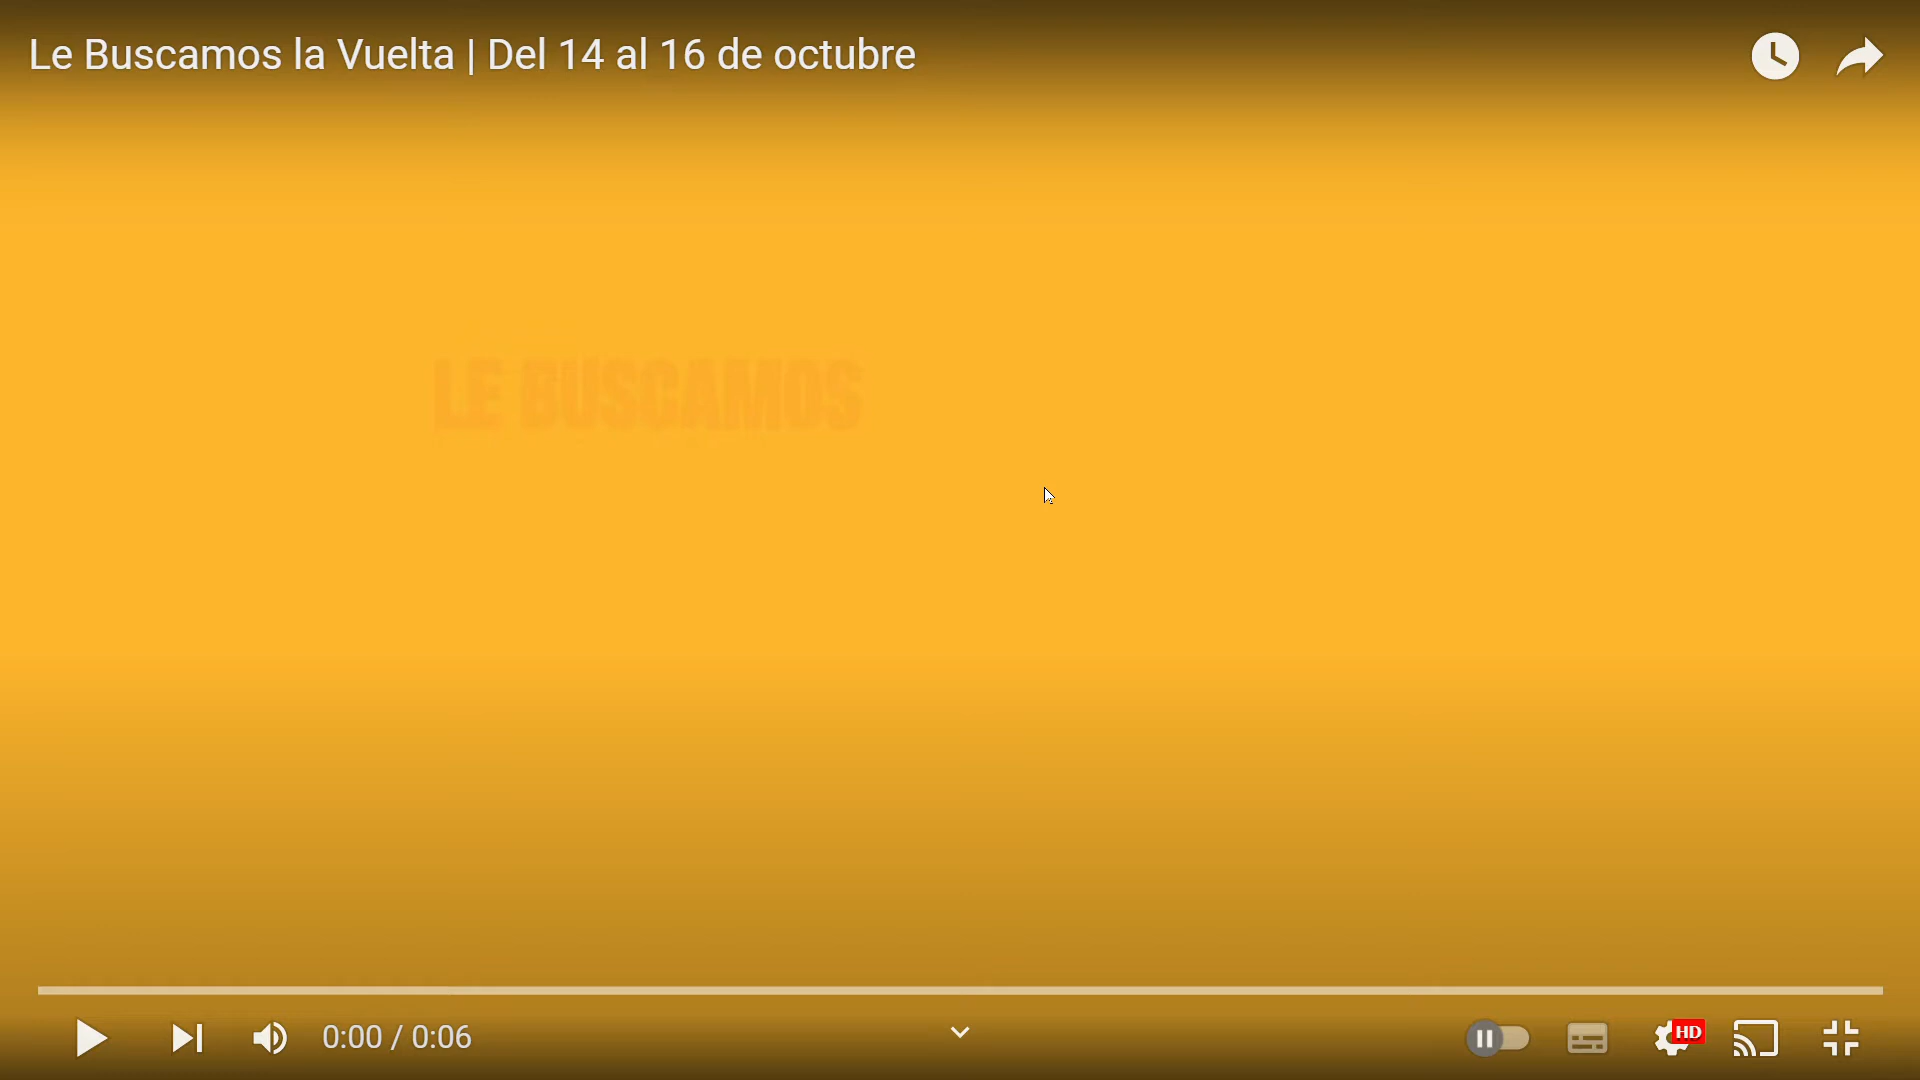 Le Buscamos la Vuelta | Del 14 al 16 de octubre
LE BUSCAMOS
0:00 / 0:06
HD